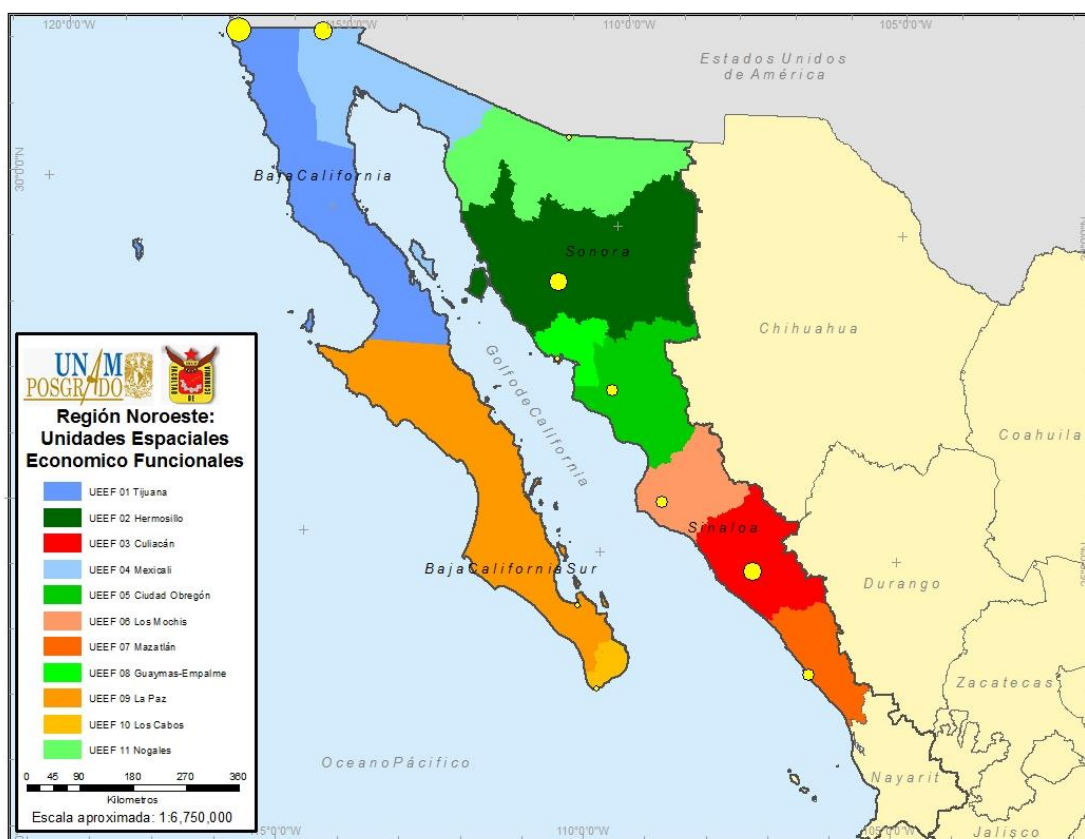 120°0'0"W
115°0'0"W
110°0'0"W
105°0'0"W
Estados Unidos
de América
30°0'0"N
Baja California
Sonora
Chihuahua
Golfo de California
Coahuila
Sinaloa
Baja California Sur
Durango
Zacatecas
Oceano Pácifico
Nayarit
Jalisco
110°0'0"W
UNAM
POSGRADO
Región Noroeste:
Unidades Espaciales
Economico Funcionales
UEEF 01 Tijuana
UEEF 02 Hermosillo
UEEF 03 Culiacán
UEEF 04 Mexicali
UEEF 05 Ciudad Obregón
UEEF 06 Los Mochis
UEEF 07 Mazatlán
UEEF 08 Guaymas-Empalme
UEEF 09 La Paz
UEEF 10 Los Cabos
UEEF 11 Nogales
0 45 90 180 270 360
Kilometros
Escala aproximada: 1:6,750,000